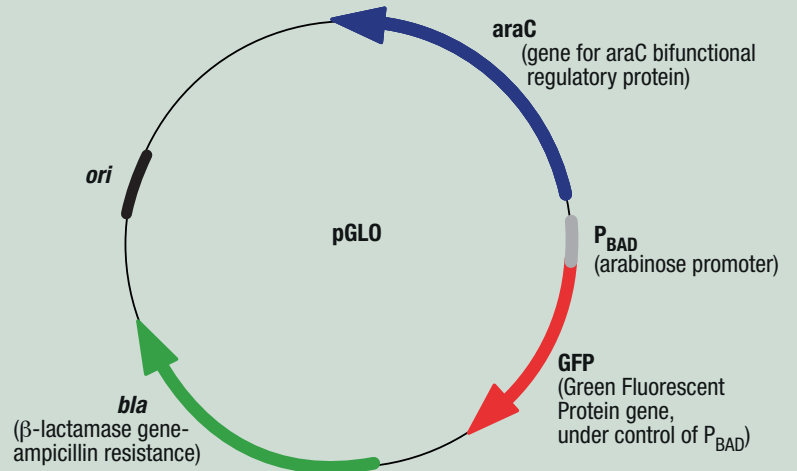 araC
(gene for araC bifunctional
regulatory protein)
ori
pGLO
PBAD
(arabinose promoter)
GFP
(Green Fluorescent
Protein gene,
under control of PBAD)
bla
(β-lactamase gene-
ampicillin resistance)